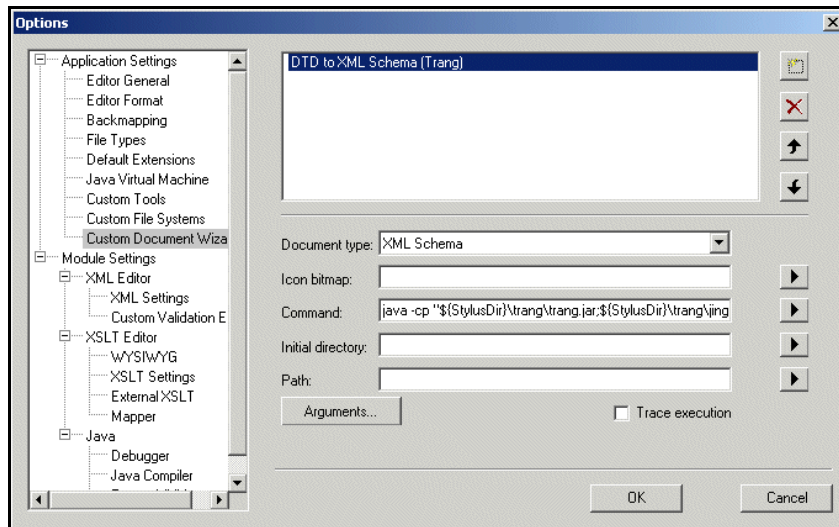 Options
Application Settings
Editor General
Editor Format
Backmapping
File Types
Default Extensions
Java Virtual Machine
Custom Tools
Custom File Systems
Custom Document Wiza
Module Settings
XML Editor
XML Settings
Custom Validation E
XSLT Editor
WYSIWYG
XSLT Settings
External XSLT
Mapper
Java
Debugger
Java Compiler
DTD to XML Schema (Trang)
Document type: XML Schema
Icon bitmap:
Command: java -cp "${StylusDir}\trang\trang.jar;${StylusDir}\trang\jing
Initial directory:
Path:
Arguments...
Trace execution
OK
Cancel